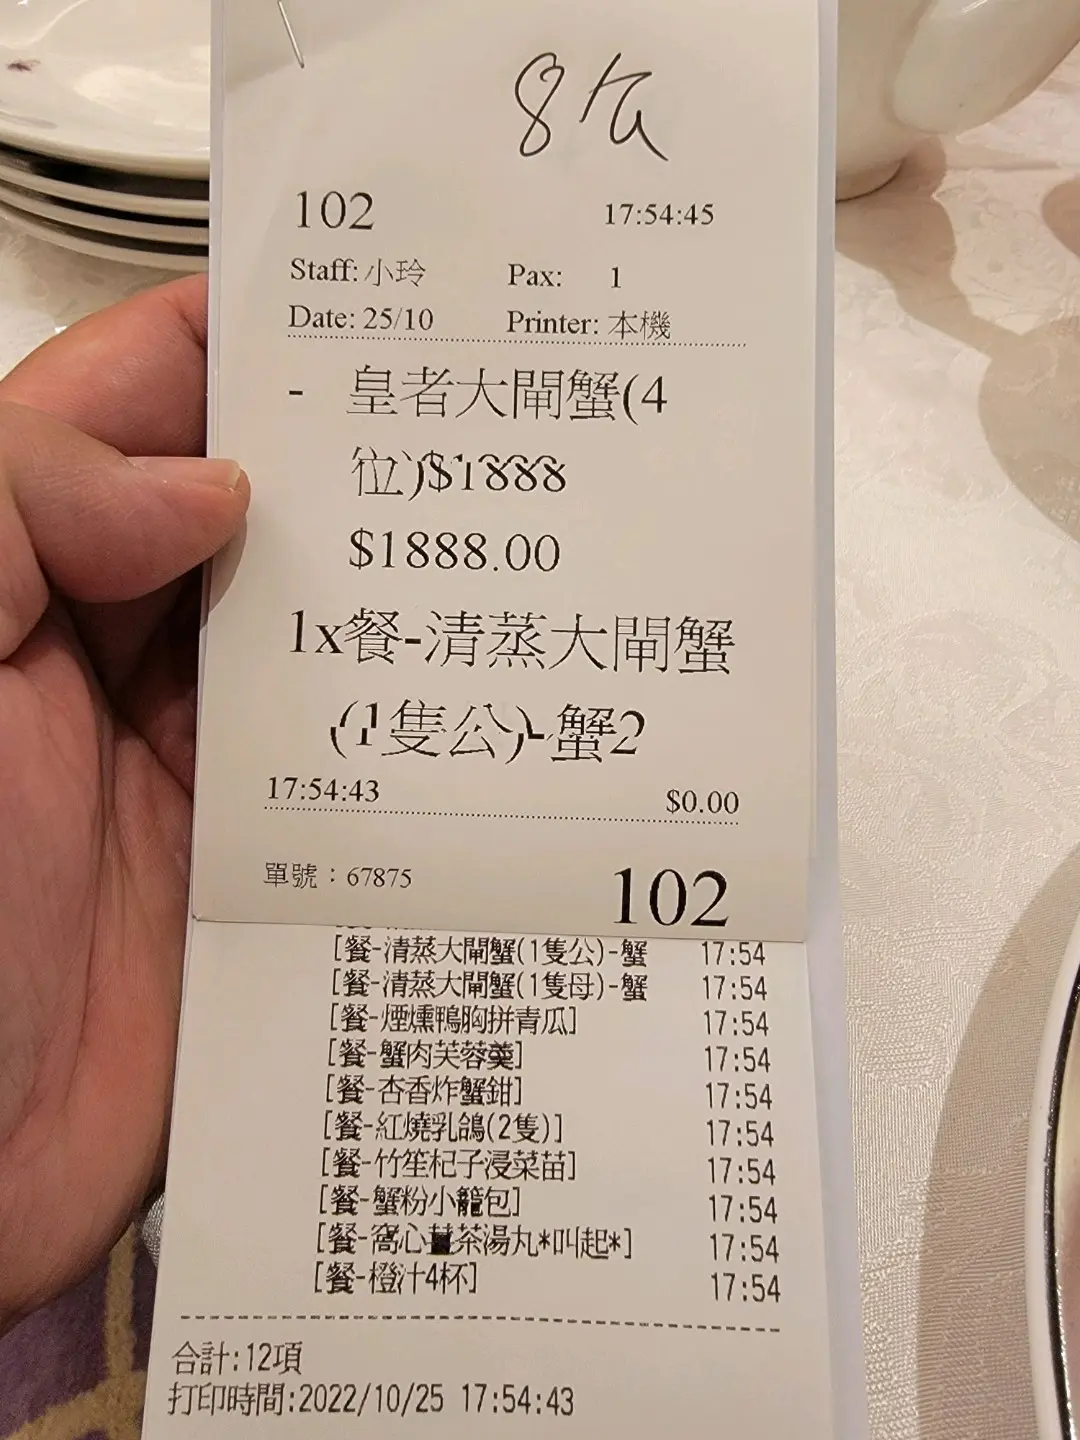 8公
102 17:54:45
Staff: 小玲 Pax: 1
Date: 25/10 Printer: 本機
- 皇者大閘蟹(4
位)$1888
$1888.00
1x餐-清蒸大閘蟹
(1隻公)-蟹2
17:54:43 $0.00
單號：67875 102
[餐-清蒸大閘蟹(1隻公)-蟹 17:54
[餐-清蒸大閘蟹(1隻母)-蟹 17:54
[餐-煙燻鴨胸拼青瓜] 17:54
[餐-蟹肉芙蓉羹] 17:54
[餐-杏香炸蟹鉗] 17:54
[餐-紅燒乳鴿(2隻)] 17:54
[餐-竹笙杞子浸菜苗] 17:54
[餐-蟹粉小籠包] 17:54
[餐-窩心薑茶湯丸*叫起*] 17:54
[餐-橙汁4杯] 17:54
合計:12項
打印時間:2022/10/25 17:54:43